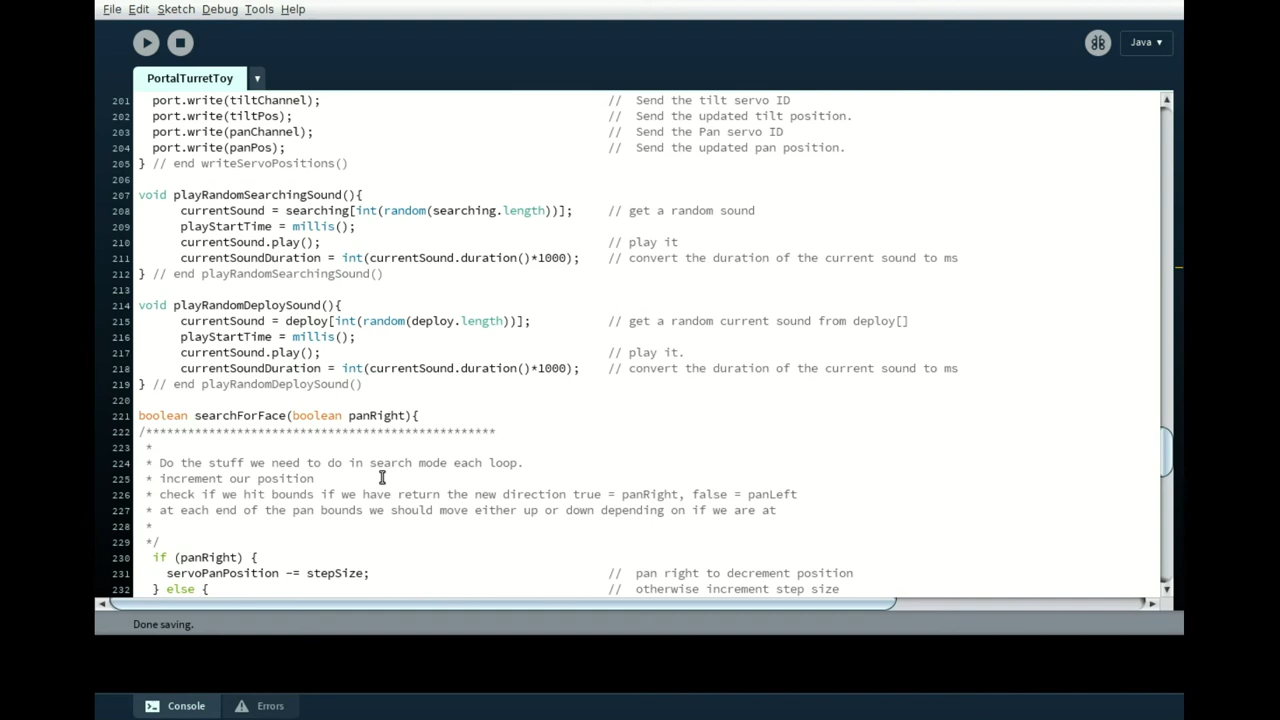 File Edit Sketch Debug Tools Help
Java ▾
PortalTurretToy ▾
201   port.write(tiltChannel);                                         //  Send the tilt servo ID
202   port.write(tiltPos);                                             //  Send the updated tilt position.
203   port.write(panChannel);                                          //  Send the Pan servo ID
204   port.write(panPos);                                              //  Send the updated pan position.
205 } // end writeServoPositions()
206
207 void playRandomSearchingSound(){
208       currentSound = searching[int(random(searching.length))];     // get a random sound
209       playStartTime = millis();
210       currentSound.play();                                         // play it
211       currentSoundDuration = int(currentSound.duration()*1000);    // convert the duration of the current sound to ms
212 } // end playRandomSearchingSound()
213
214 void playRandomDeploySound(){
215       currentSound = deploy[int(random(deploy.length))];           // get a random current sound from deploy[]
216       playStartTime = millis();
217       currentSound.play();                                         // play it.
218       currentSoundDuration = int(currentSound.duration()*1000);    // convert the duration of the current sound to ms
219 } // end playRandomDeploySound()
220
221 boolean searchForFace(boolean panRight){
222 /**************************************************
223  *
224  * Do the stuff we need to do in search mode each loop.
225  * increment our position
226  * check if we hit bounds if we have return the new direction true = panRight, false = panLeft
227  * at each end of the pan bounds we should move either up or down depending on if we are at
228  *
229  */
230   if (panRight) {
231     servoPanPosition -= stepSize;                                  //  pan right to decrement position
232   } else {                                                         //  otherwise increment step size
Done saving.
Console Errors